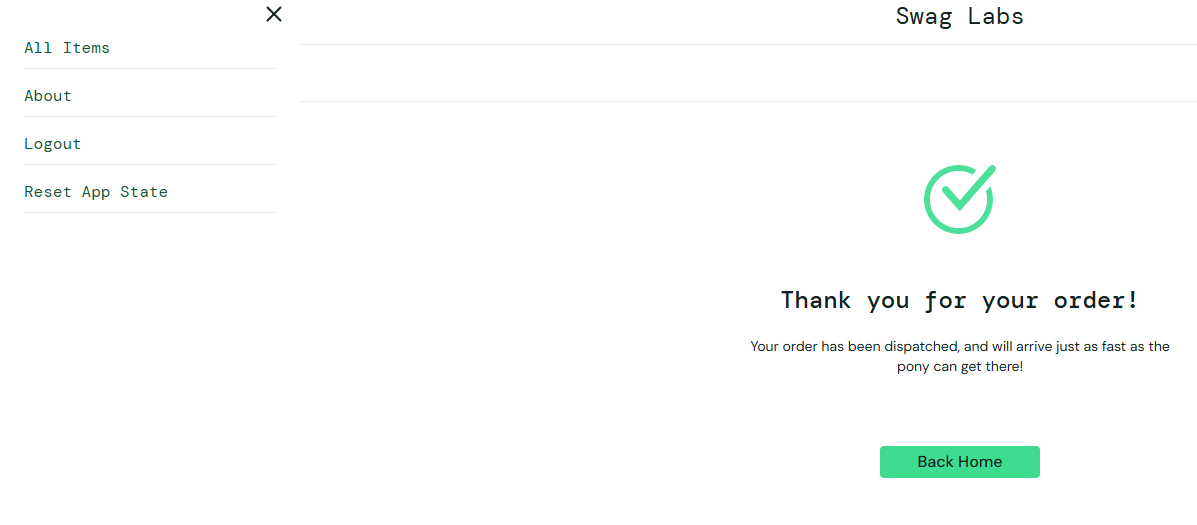 All Items
About
Logout
Reset App State
Swag Labs
Thank you for your order!
Your order has been dispatched, and will arrive just as fast as the
pony can get there!
Back Home